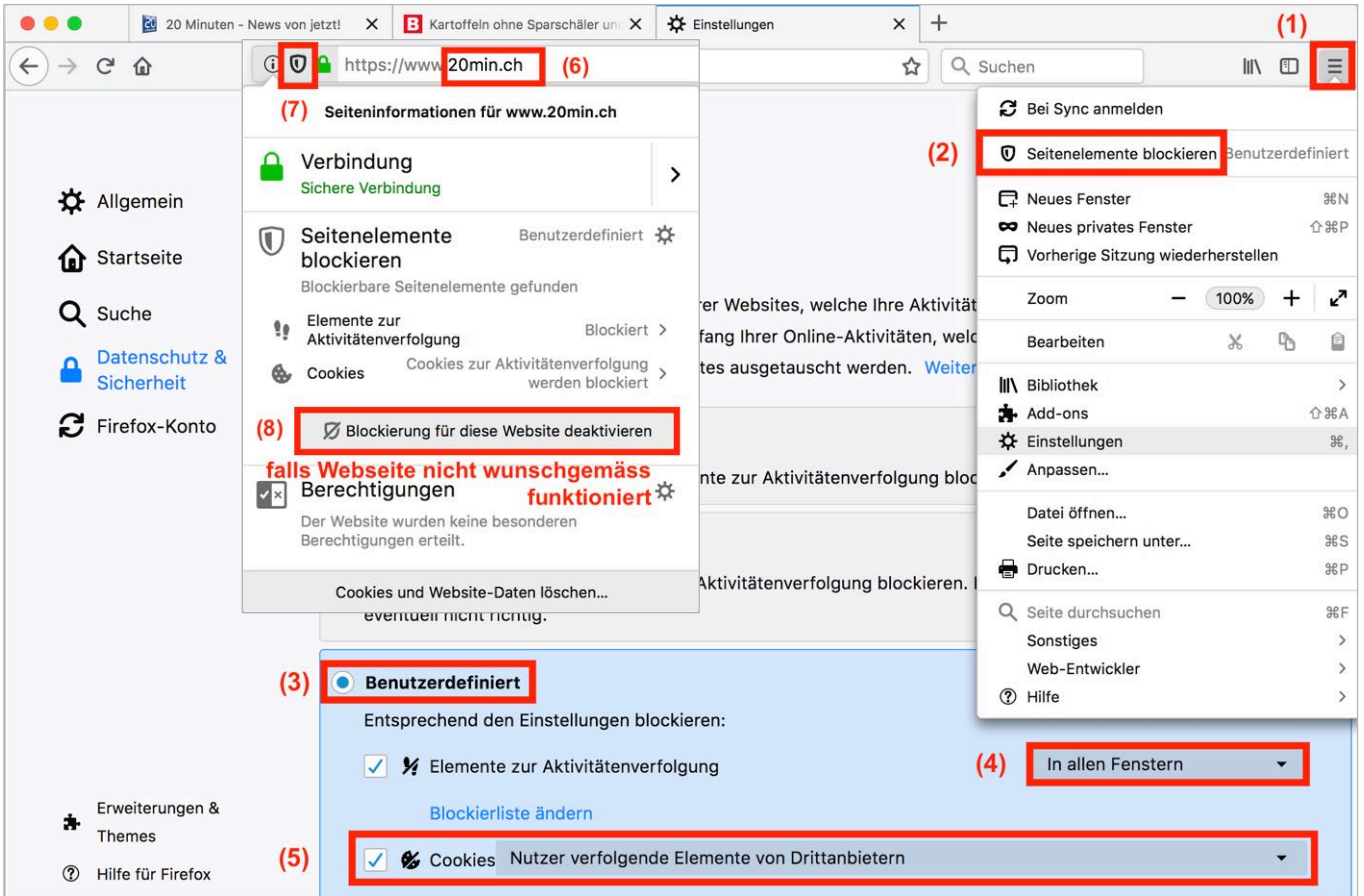 20 Minuten - News von jetzt!
Kartoffeln ohne Sparschäler un
Einstellungen
(1)
https://www.20min.ch
(6)
Suchen
(7)
Seiteninformationen für www.20min.ch
Verbindung
Sichere Verbindung
Seitenelemente blockieren
Benutzerdefiniert
Blockierbare Seitenelemente gefunden
Elemente zur Aktivitätenverfolgung
Blockiert
Cookies
Cookies zur Aktivitätenverfolgung werden blockiert
(8)
Blockierung für diese Website deaktivieren
falls Webseite nicht wunschgemäss funktioniert
Berechtigungen
Der Website wurden keine besonderen
Berechtigungen erteilt.
Cookies und Website-Daten löschen...
Bei Sync anmelden
(2)
Seitenelemente blockieren Benutzerdefiniert
Neues Fenster ⌘N
Neues privates Fenster ⇧⌘P
Vorherige Sitzung wiederherstellen
Zoom − 100% +
Bearbeiten
Bibliothek >
Add-ons ⇧⌘A
Einstellungen ⌘,
Anpassen...
Datei öffnen... ⌘O
Seite speichern unter... ⌘S
Drucken... ⌘P
Seite durchsuchen ⌘F
Sonstiges >
Web-Entwickler >
Hilfe >
Allgemein
Startseite
Suche
Datenschutz &
Sicherheit
Firefox-Konto
Erweiterungen &
Themes
Hilfe für Firefox
rer Websites, welche Ihre Aktivität
fang Ihrer Online-Aktivitäten, welc
tes ausgetauscht werden. Weiter
nte zur Aktivitätenverfolgung bloc
Aktivitätenverfolgung blockieren.
eventuell nicht richtig.
(3)
Benutzerdefiniert
Entsprechend den Einstellungen blockieren:
Elemente zur Aktivitätenverfolgung
(4)
In allen Fenstern
Blockierliste ändern
(5)
Cookies Nutzer verfolgende Elemente von Drittanbietern